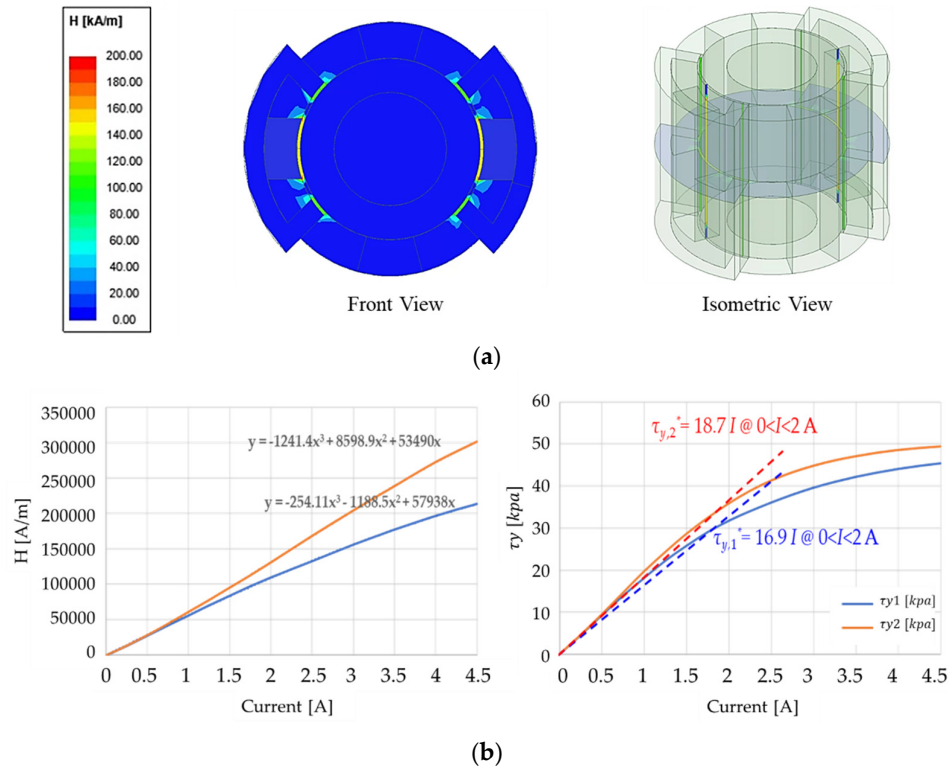 H [kA/m]
200.00
180.00
160.00
140.00
120.00
100.00
80.00
60.00
40.00
20.00
0.00
Front View
Isometric View
(a)
350000
300000
250000
200000
150000
100000
50000
0
H [A/m]
y = -1241.4x³ + 8598.9x² + 53490x
y = -254.11x³ - 1188.5x² + 57938x
0 0.5 1 1.5 2 2.5 3 3.5 4 4.5
Current [A]
60
50
40
30
20
10
0
τy [kpa]
τy,2* = 18.7 I @ 0<I<2 A
τy,1* = 16.9 I @ 0<I<2 A
τy1 [kpa]
τy2 [kpa]
0 0.5 1 1.5 2 2.5 3 3.5 4 4.5
Current [A]
(b)